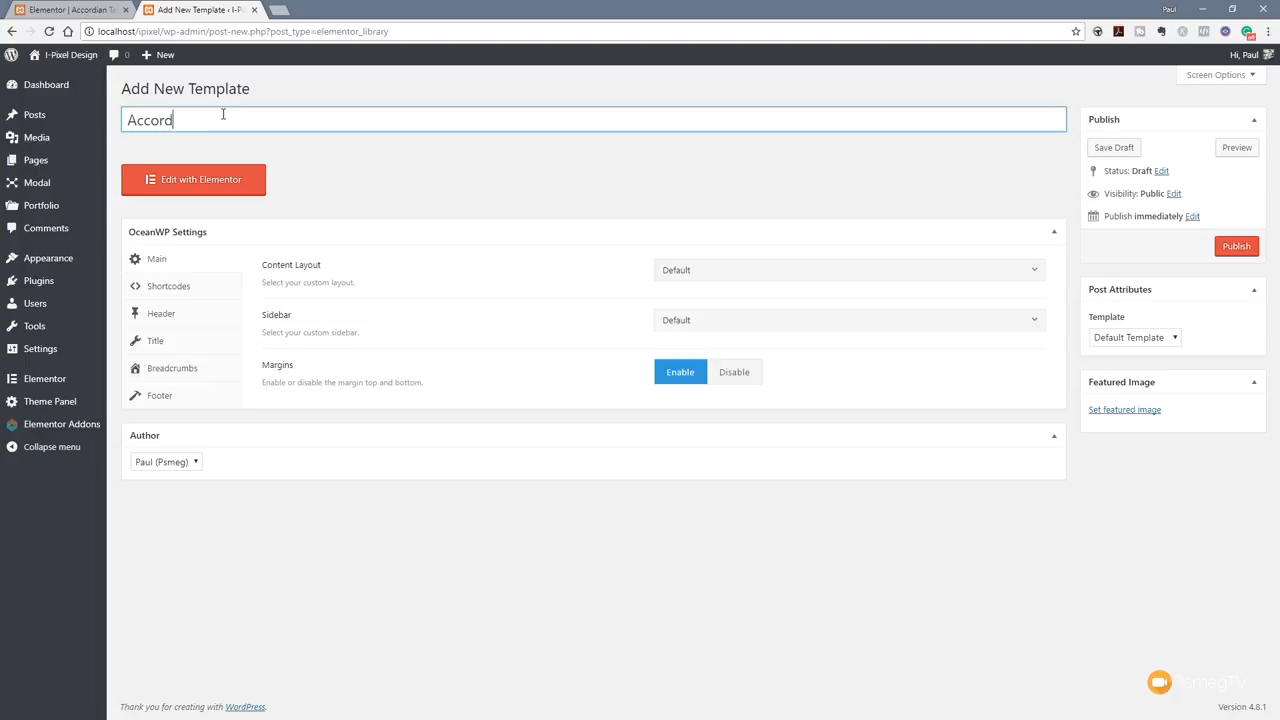 Elementor | Accordian Te
Add New Template ‹ I-Pi
Paul
localhost/ipixel/wp-admin/post-new.php?post_type=elementor_library
I-Pixel Design
0
New
Hi, Paul
Dashboard
Posts
Media
Pages
Modal
Portfolio
Comments
Appearance
Plugins
Users
Tools
Settings
Elementor
Theme Panel
Elementor Addons
Collapse menu
Screen Options
Add New Template
Accord
Edit with Elementor
OceanWP Settings
Main
Shortcodes
Header
Title
Breadcrumbs
Footer
Content Layout
Select your custom layout.
Default
Sidebar
Select your custom sidebar.
Default
Margins
Enable or disable the margin top and bottom.
Enable
Disable
Author
Paul (Psmeg)
Publish
Save Draft
Preview
Status: Draft Edit
Visibility: Public Edit
Publish immediately Edit
Publish
Post Attributes
Template
Default Template
Featured Image
Set featured image
PsmegTV
Thank you for creating with WordPress.
Version 4.8.1